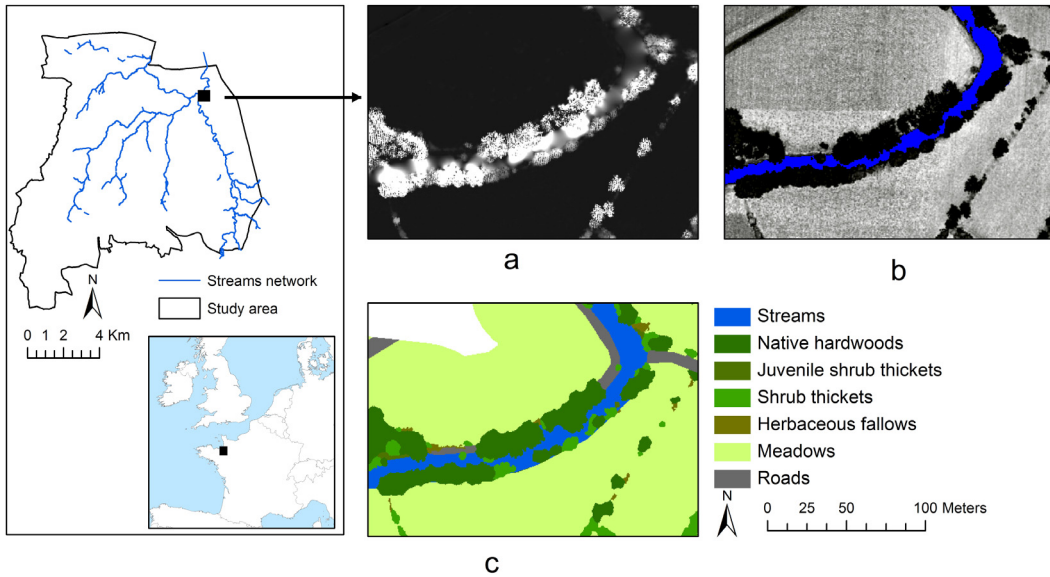 Streams network
N
Study area
0 1 2 4 Km
a
b
Streams
Native hardwoods
Juvenile shrub thickets
Shrub thickets
Herbaceous fallows
Meadows
Roads
N
0 25 50 100 Meters
c